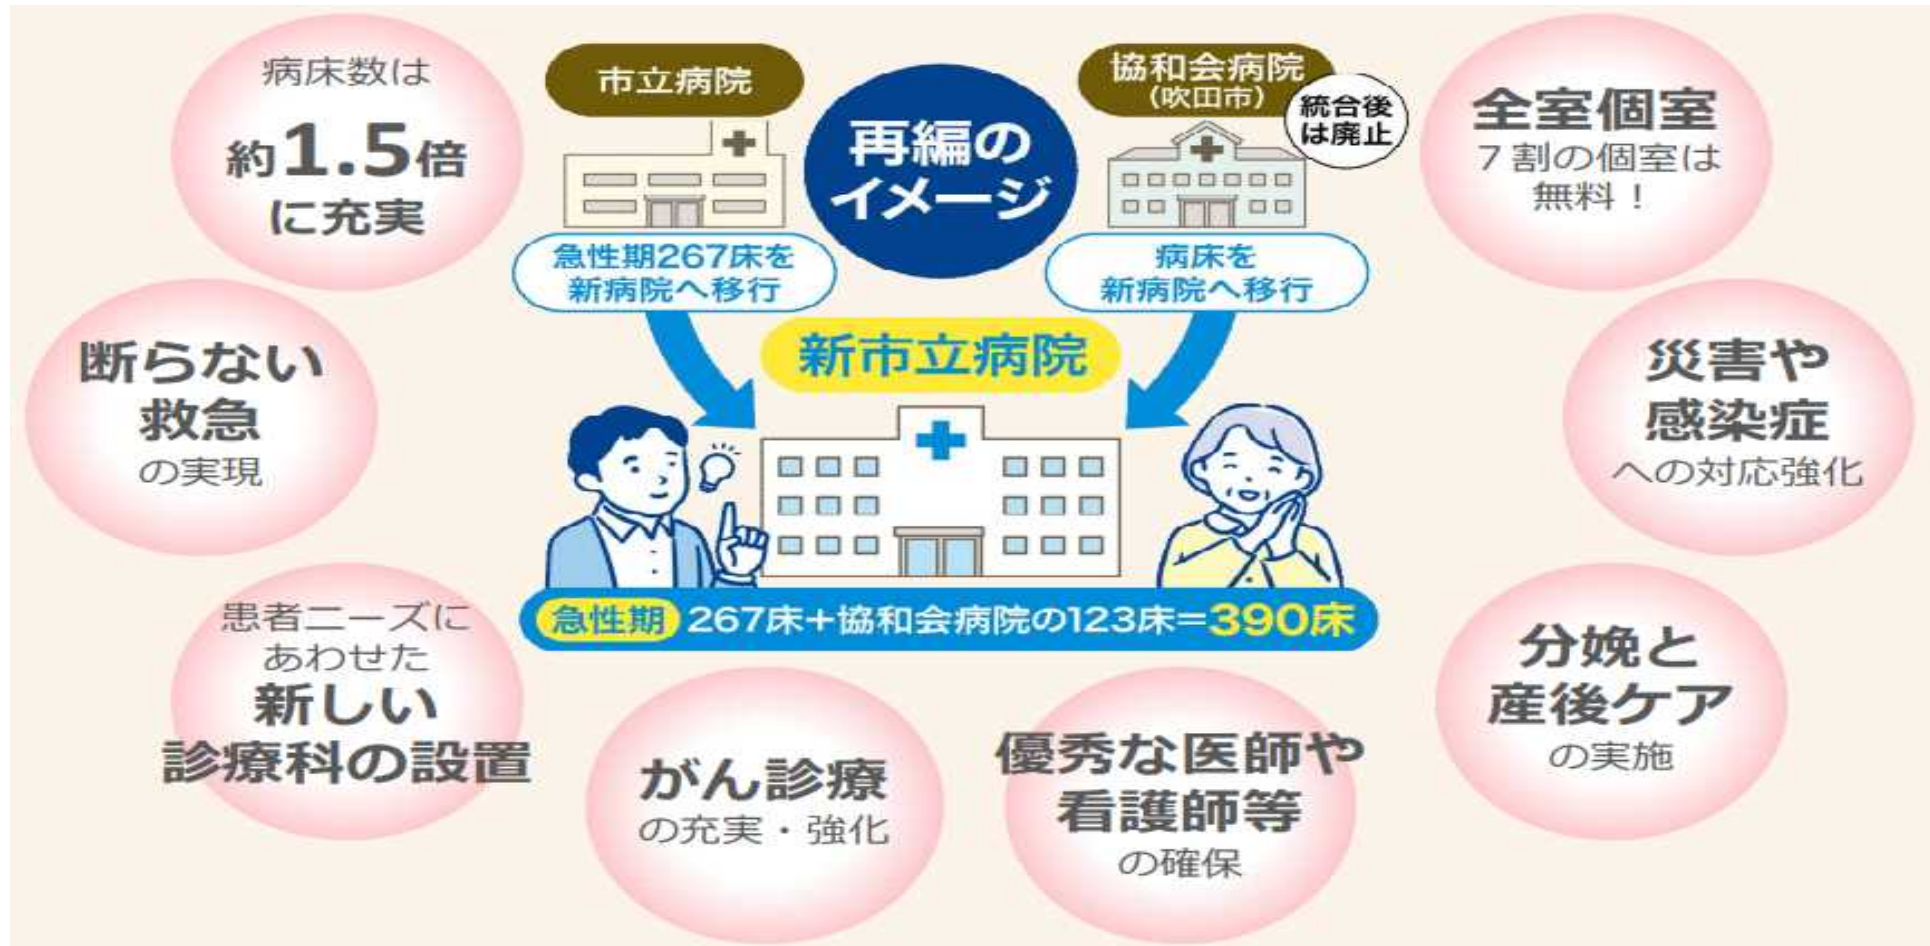 病床数は
約1.5倍
に充実
市立病院
再編の
イメージ
協和会病院
(吹田市)
統合後
は廃止
全室個室
7割の個室は
無料!
急性期267床を
新病院へ移行
病床を
新病院へ移行
新市立病院
断らない
救急
の実現
災害や
感染症
への対応強化
急性期 267床+協和会病院の123床=390床
患者ニーズに
あわせた
新しい
診療科の設置
がん診療
の充実・強化
優秀な医師や
看護師等
の確保
分娩と
産後ケア
の実施